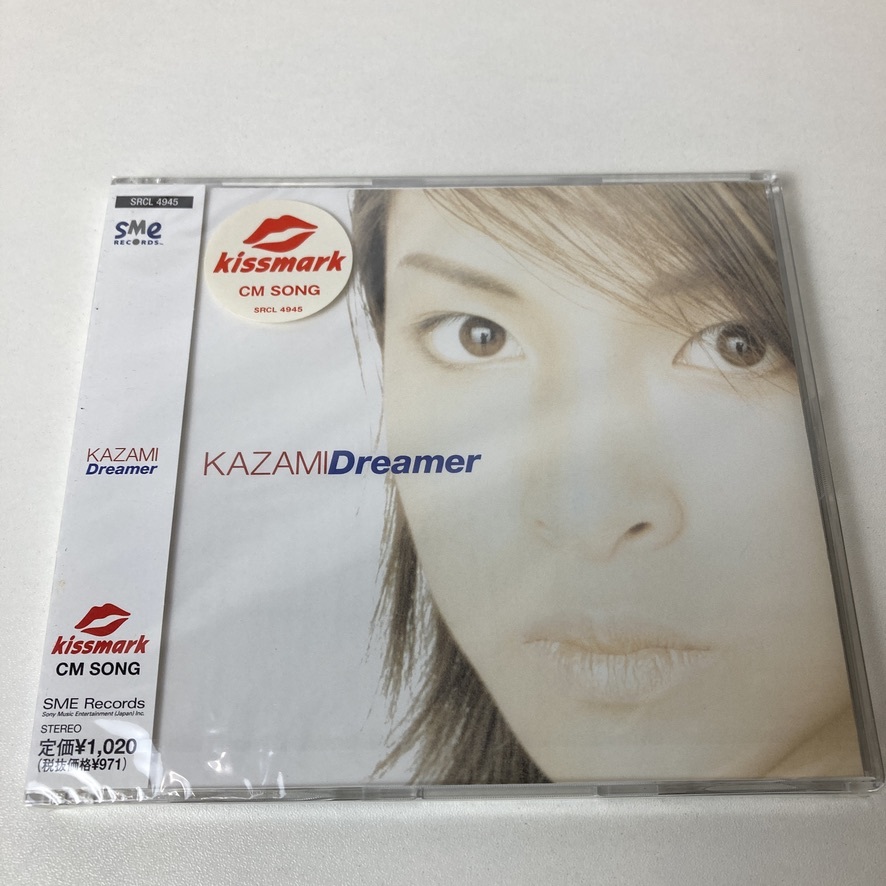 SRCL 4945
SMe
RECORDS™
KAZAMI
Dreamer
kissmark
CM SONG
SME Records
Sony Music Entertainment (Japan) Inc.
STEREO
定価¥1,020
(税抜価格¥971)
kissmark
CM SONG
SRCL 4945
KAZAMIDreamer